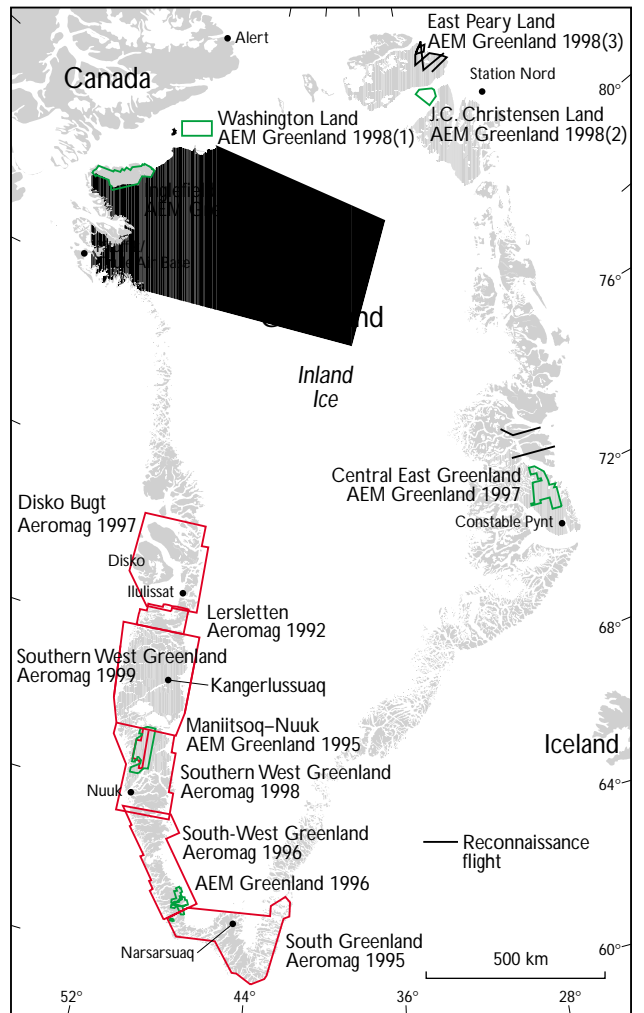 East Peary Land
AEM Greenland 1998(3)
Alert
Canada
Station Nord
80°
Washington Land
AEM Greenland 1998(1)
J.C. Christensen Land
AEM Greenland 1998(2)
Air Base
76°
Inland
Ice
72°
Central East Greenland
AEM Greenland 1997
Constable Pynt
Disko Bugt
Aeromag 1997
Disko
Ilulissat
Lersletten
Aeromag 1992
68°
Southern West Greenland
Aeromag 1999
Kangerlussuaq
Maniitsoq–Nuuk
AEM Greenland 1995
Iceland
Southern West Greenland
Aeromag 1998
64°
Nuuk
South-West Greenland
Aeromag 1996
Reconnaissance
flight
AEM Greenland 1996
Narsarsuaq
South Greenland
Aeromag 1995
500 km
60°
52°
44°
36°
28°